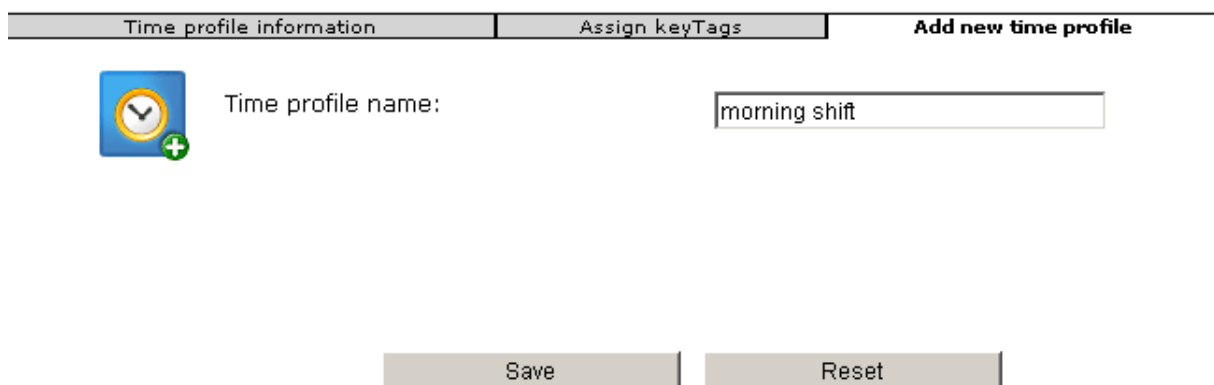 Time profile information Assign keyTags Add new time profile
Time profile name: morning shift
Save Reset